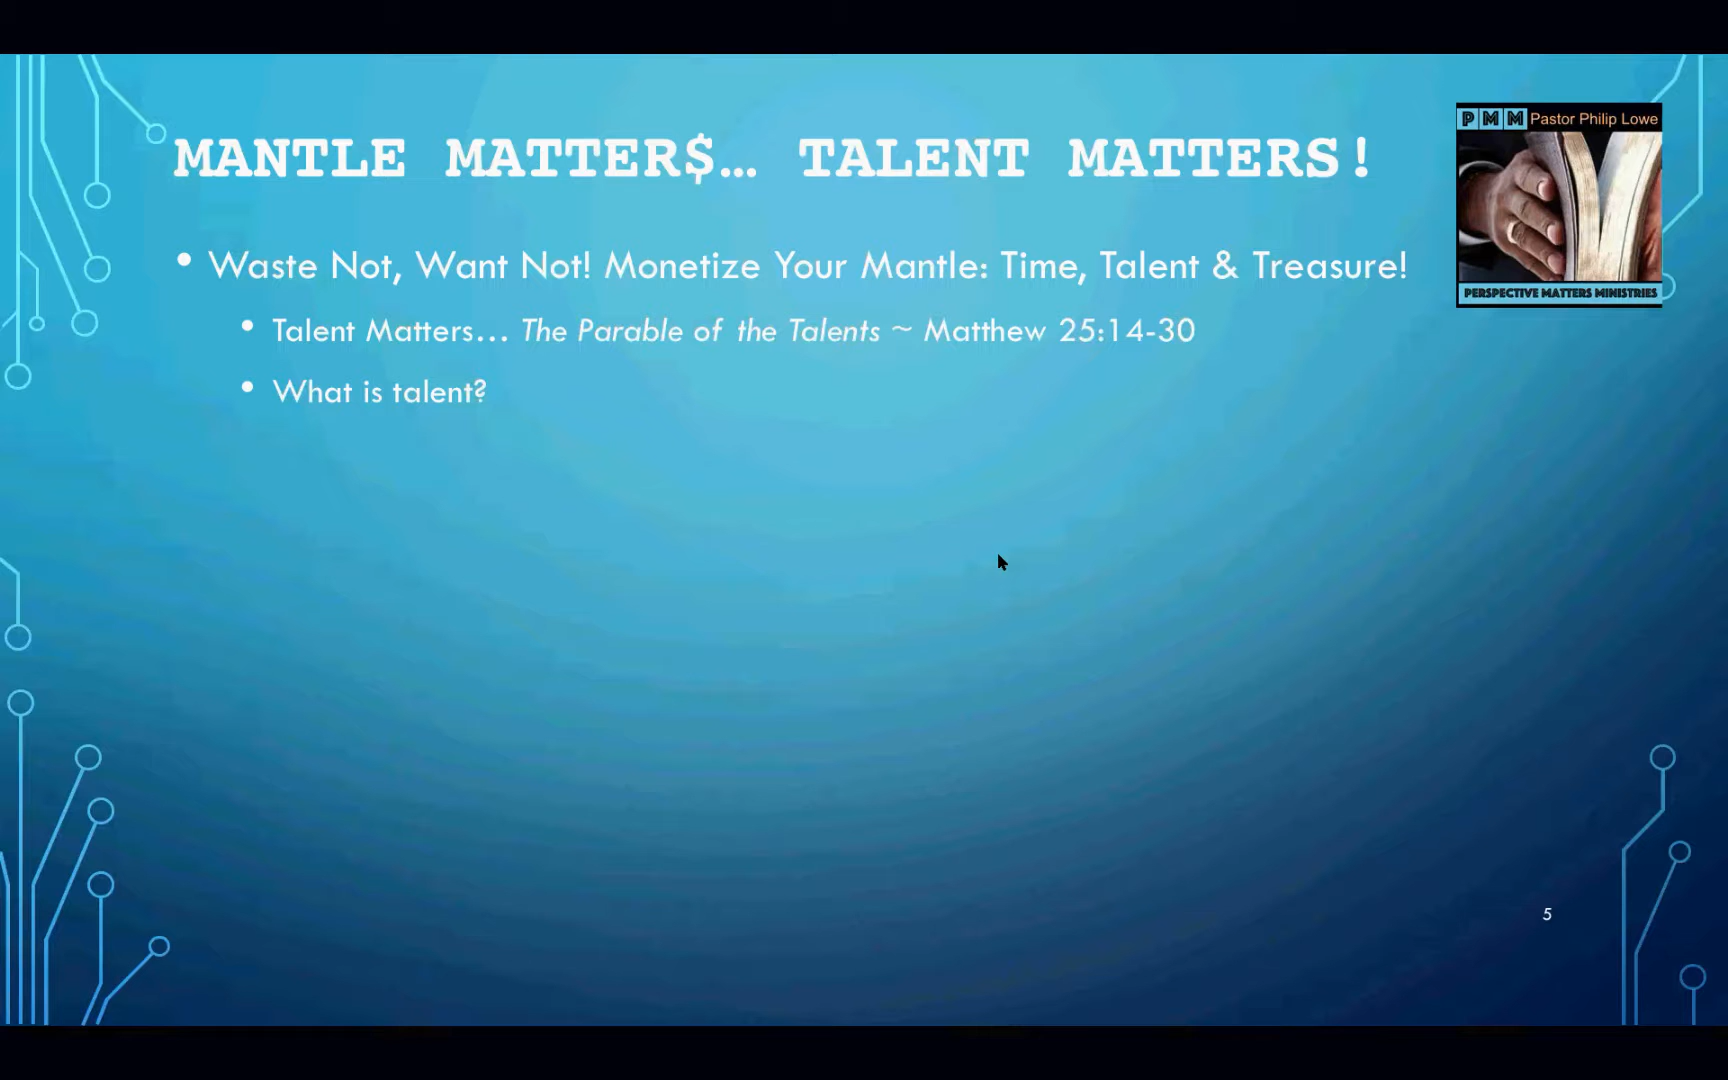 MANTLE MATTER$... TALENT MATTERS!
PMM Pastor Philip Lowe
• Waste Not, Want Not! Monetize Your Mantle: Time, Talent & Treasure!
PERSPECTIVE MATTERS MINISTRIES
• Talent Matters... The Parable of the Talents ~ Matthew 25:14-30
• What is talent?
5